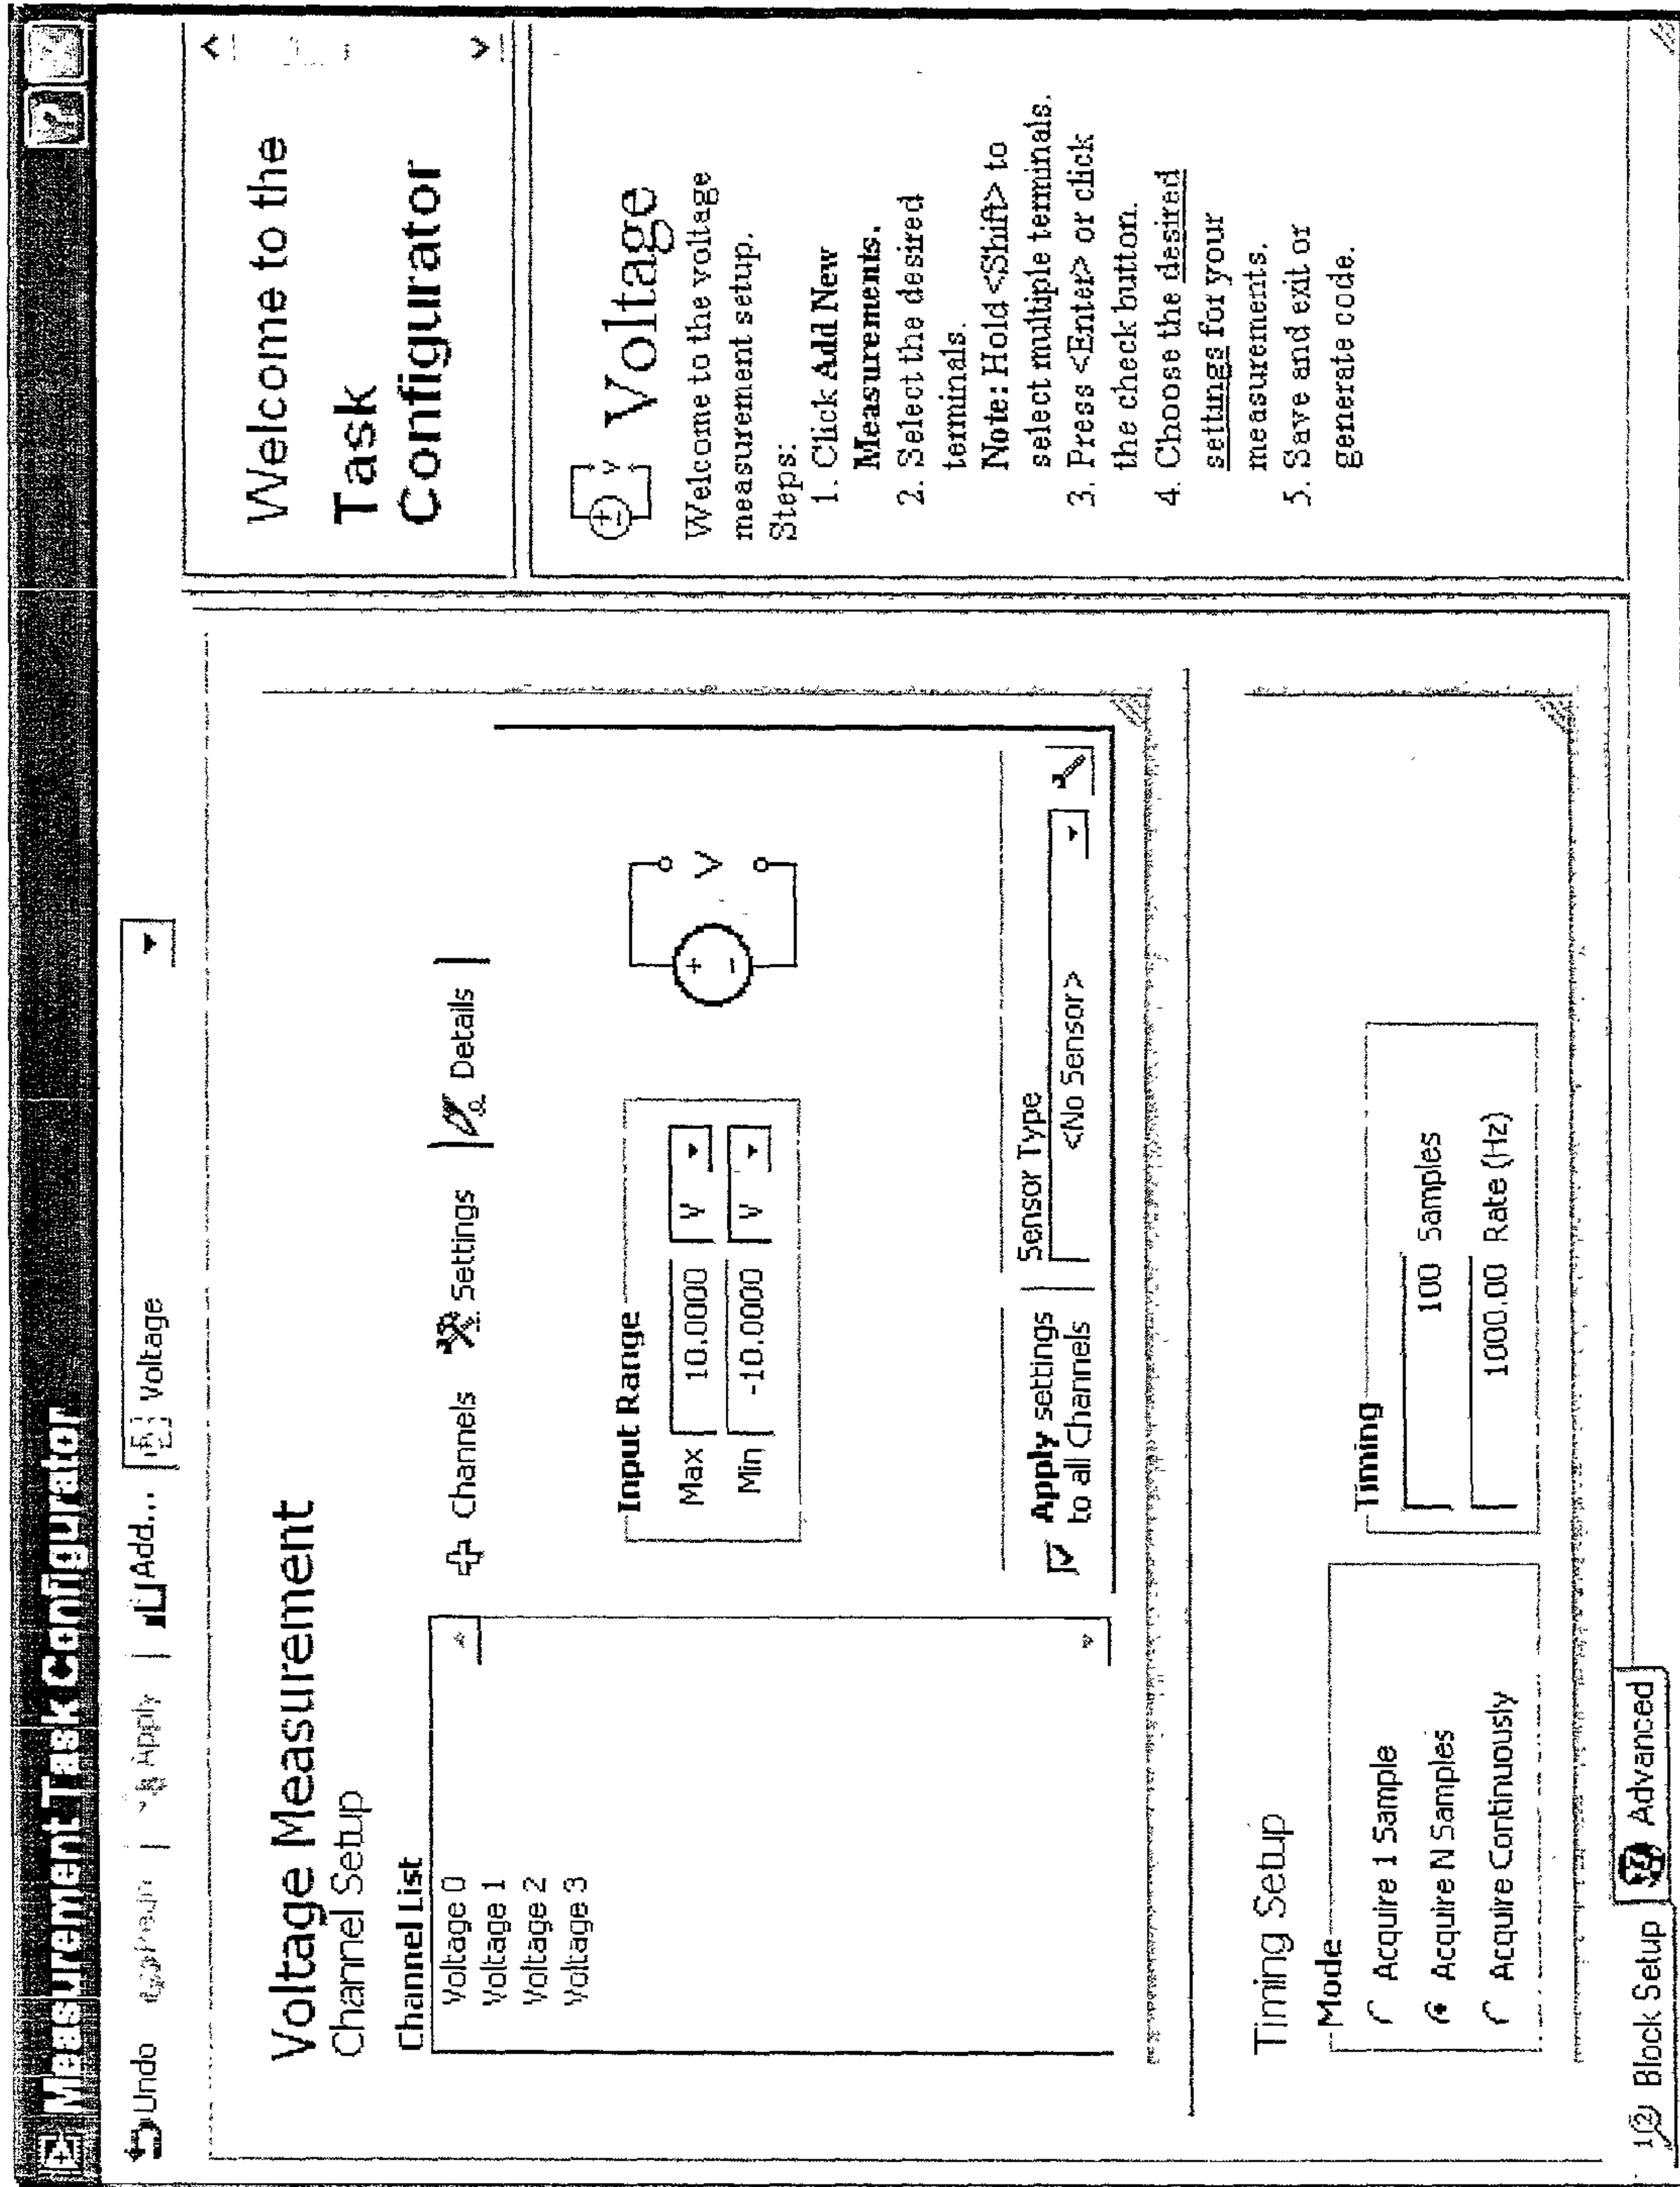 Measurement Task Configurator
Undo
Apply
Add...
Voltage
Voltage Measurement
Channel Setup
Channel List
Voltage 0
Voltage 1
Voltage 2
Voltage 3
Channels
Settings
Details
Input Range
Max 10.0000 V
Min -10.0000 V
V
Apply settings
to all Channels
Sensor Type
<No Sensor>
Timing Setup
Mode
Acquire 1 Sample
Acquire N Samples
Acquire Continuously
Timing
100 Samples
1000.00 Rate (Hz)
Block Setup
Advanced
Welcome to the
Task
Configurator
Voltage
Welcome to the voltage
measurement setup.
Steps:
1. Click Add New
Measurements.
2. Select the desired
terminals.
Note: Hold <Shift> to
select multiple terminals.
3. Press <Enter> or click
the check button.
4. Choose the desired
settings for your
measurements.
5. Save and exit or
generate code.